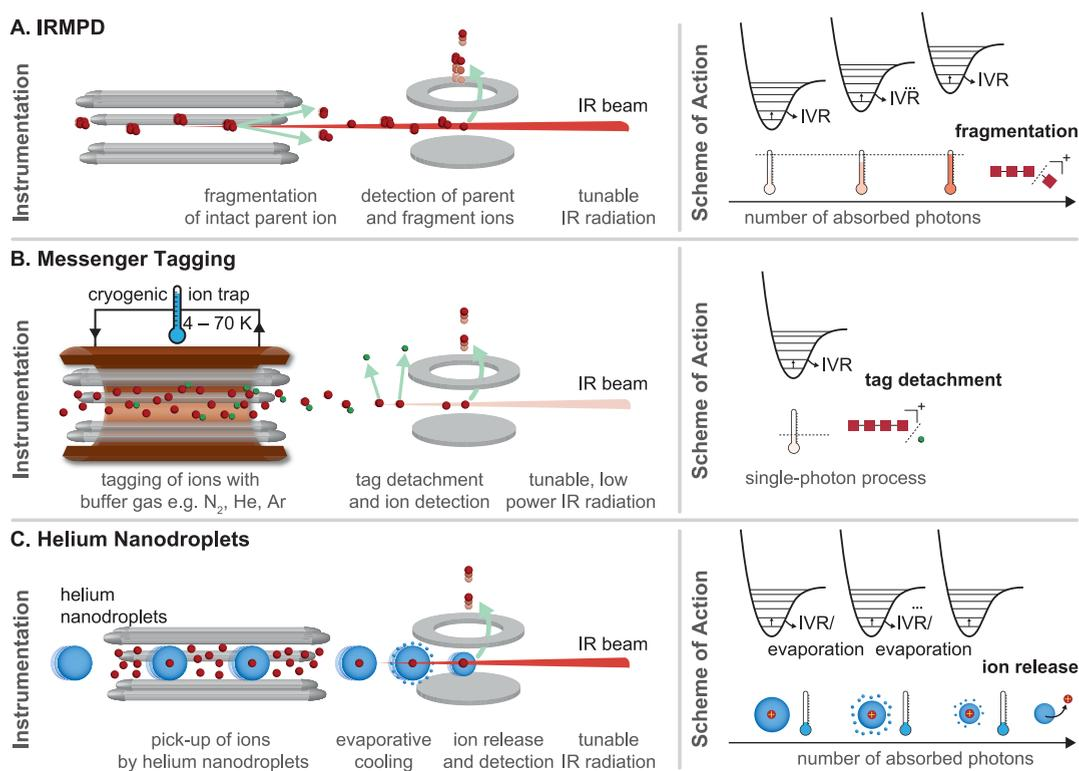 A. IRMPD
Instrumentation
IR beam
fragmentation
of intact parent ion
detection of parent
and fragment ions
tunable
IR radiation
Scheme of Action
IVR
IVR
...
IVR
fragmentation
+
number of absorbed photons
B. Messenger Tagging
Instrumentation
cryogenic ion trap
4 – 70 K
IR beam
tagging of ions with
buffer gas e.g. N₂, He, Ar
tag detachment
and ion detection
tunable, low
power IR radiation
Scheme of Action
IVR
tag detachment
+
single-photon process
C. Helium Nanodroplets
Instrumentation
helium
nanodroplets
IR beam
pick-up of ions
by helium nanodroplets
evaporative
cooling
ion release
and detection
tunable
IR radiation
Scheme of Action
IVR/
evaporation
...
IVR/
evaporation
ion release
+
+
+
+
number of absorbed photons